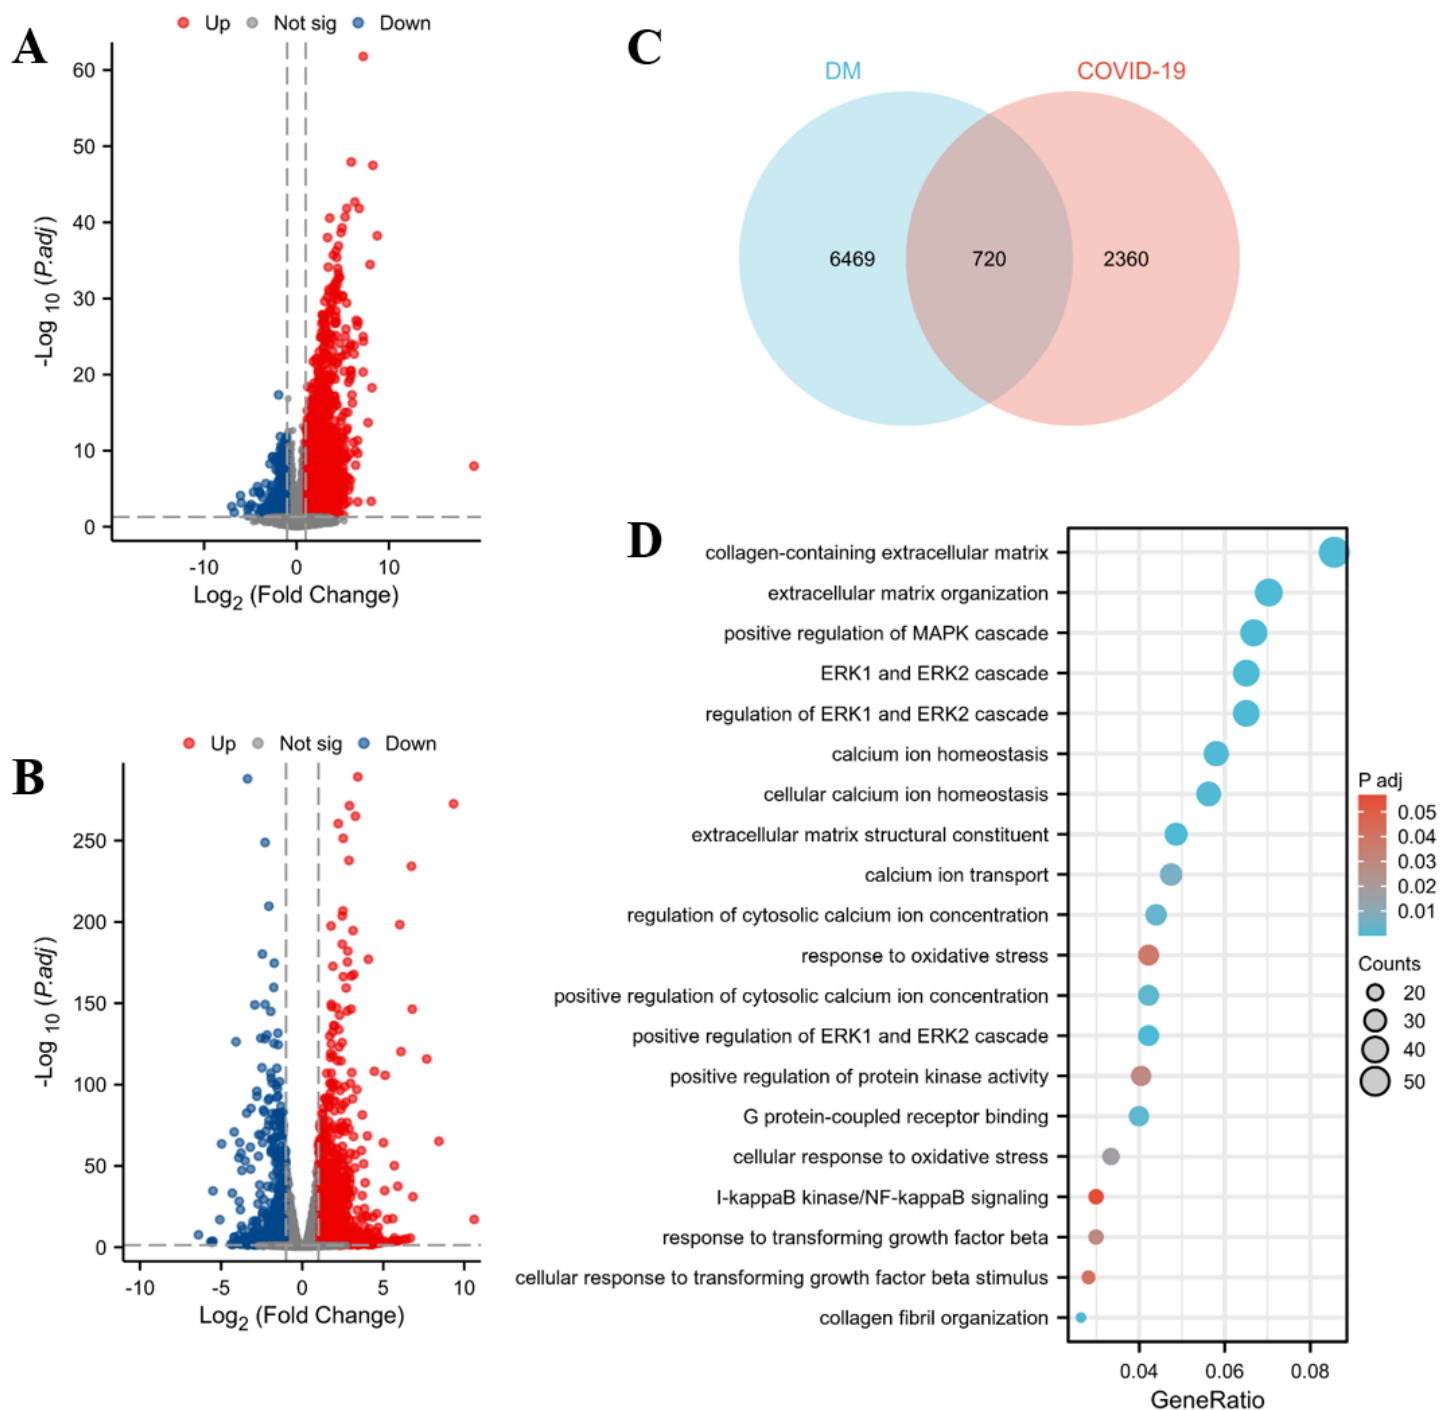 A
Up Not sig Down
60
50
40
30
20
10
0
-Log 10 (P.adj)
-10 0 10
Log2 (Fold Change)
B
Up Not sig Down
250
200
150
100
50
0
-Log 10 (P.adj)
-10 -5 0 5 10
Log2 (Fold Change)
C
DM COVID-19
6469 720 2360
D
collagen-containing extracellular matrix
extracellular matrix organization
positive regulation of MAPK cascade
ERK1 and ERK2 cascade
regulation of ERK1 and ERK2 cascade
calcium ion homeostasis
cellular calcium ion homeostasis
extracellular matrix structural constituent
calcium ion transport
regulation of cytosolic calcium ion concentration
response to oxidative stress
positive regulation of cytosolic calcium ion concentration
positive regulation of ERK1 and ERK2 cascade
positive regulation of protein kinase activity
G protein-coupled receptor binding
cellular response to oxidative stress
I-kappaB kinase/NF-kappaB signaling
response to transforming growth factor beta
cellular response to transforming growth factor beta stimulus
collagen fibril organization
0.04 0.06 0.08
GeneRatio
P adj
0.05
0.04
0.03
0.02
0.01
Counts
20
30
40
50